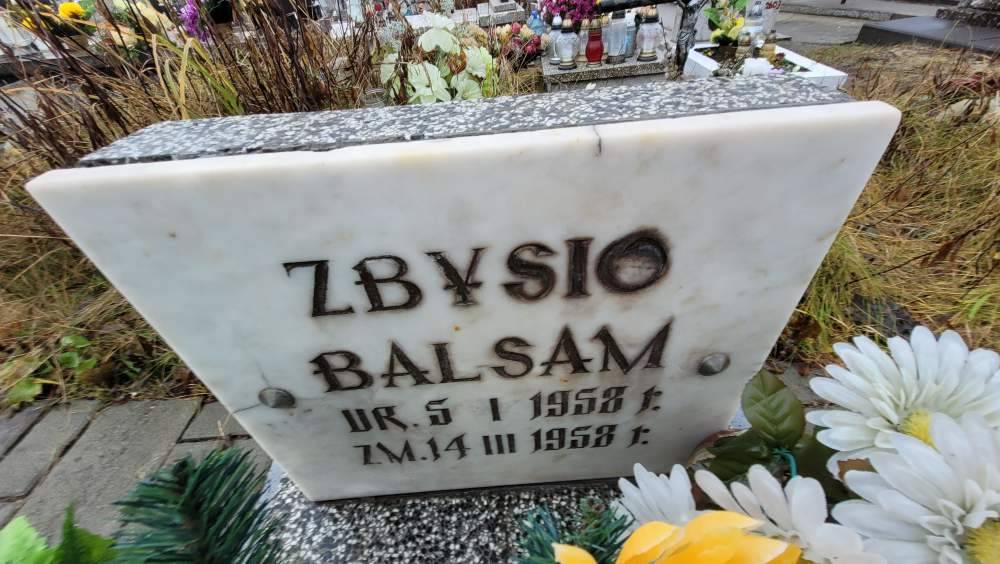 ZBYSIO
BALSAM
UR. 5 I 1958 r.
ZM. 14 III 1958 r.